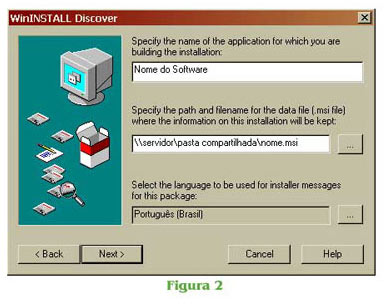 WinINSTALL Discover
Specify the name of the application for which you are
building the installation:
Nome do Software
Specify the path and filename for the data file (.msi file)
where the information on this installation will be kept:
\\servidor\pasta compartilhada\nome.msi
...
Select the language to be used for installer messages
for this package:
Português (Brasil)
...
< Back
Next >
Cancel
Help
Figura 2